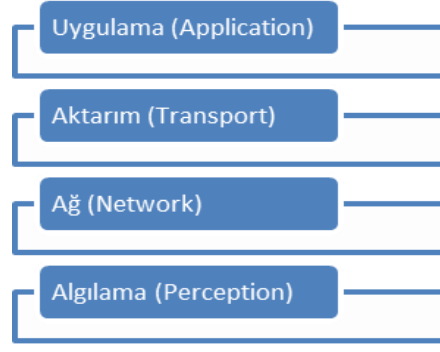 Uygulama (Application)
Aktarım (Transport)
Ağ (Network)
Algılama (Perception)